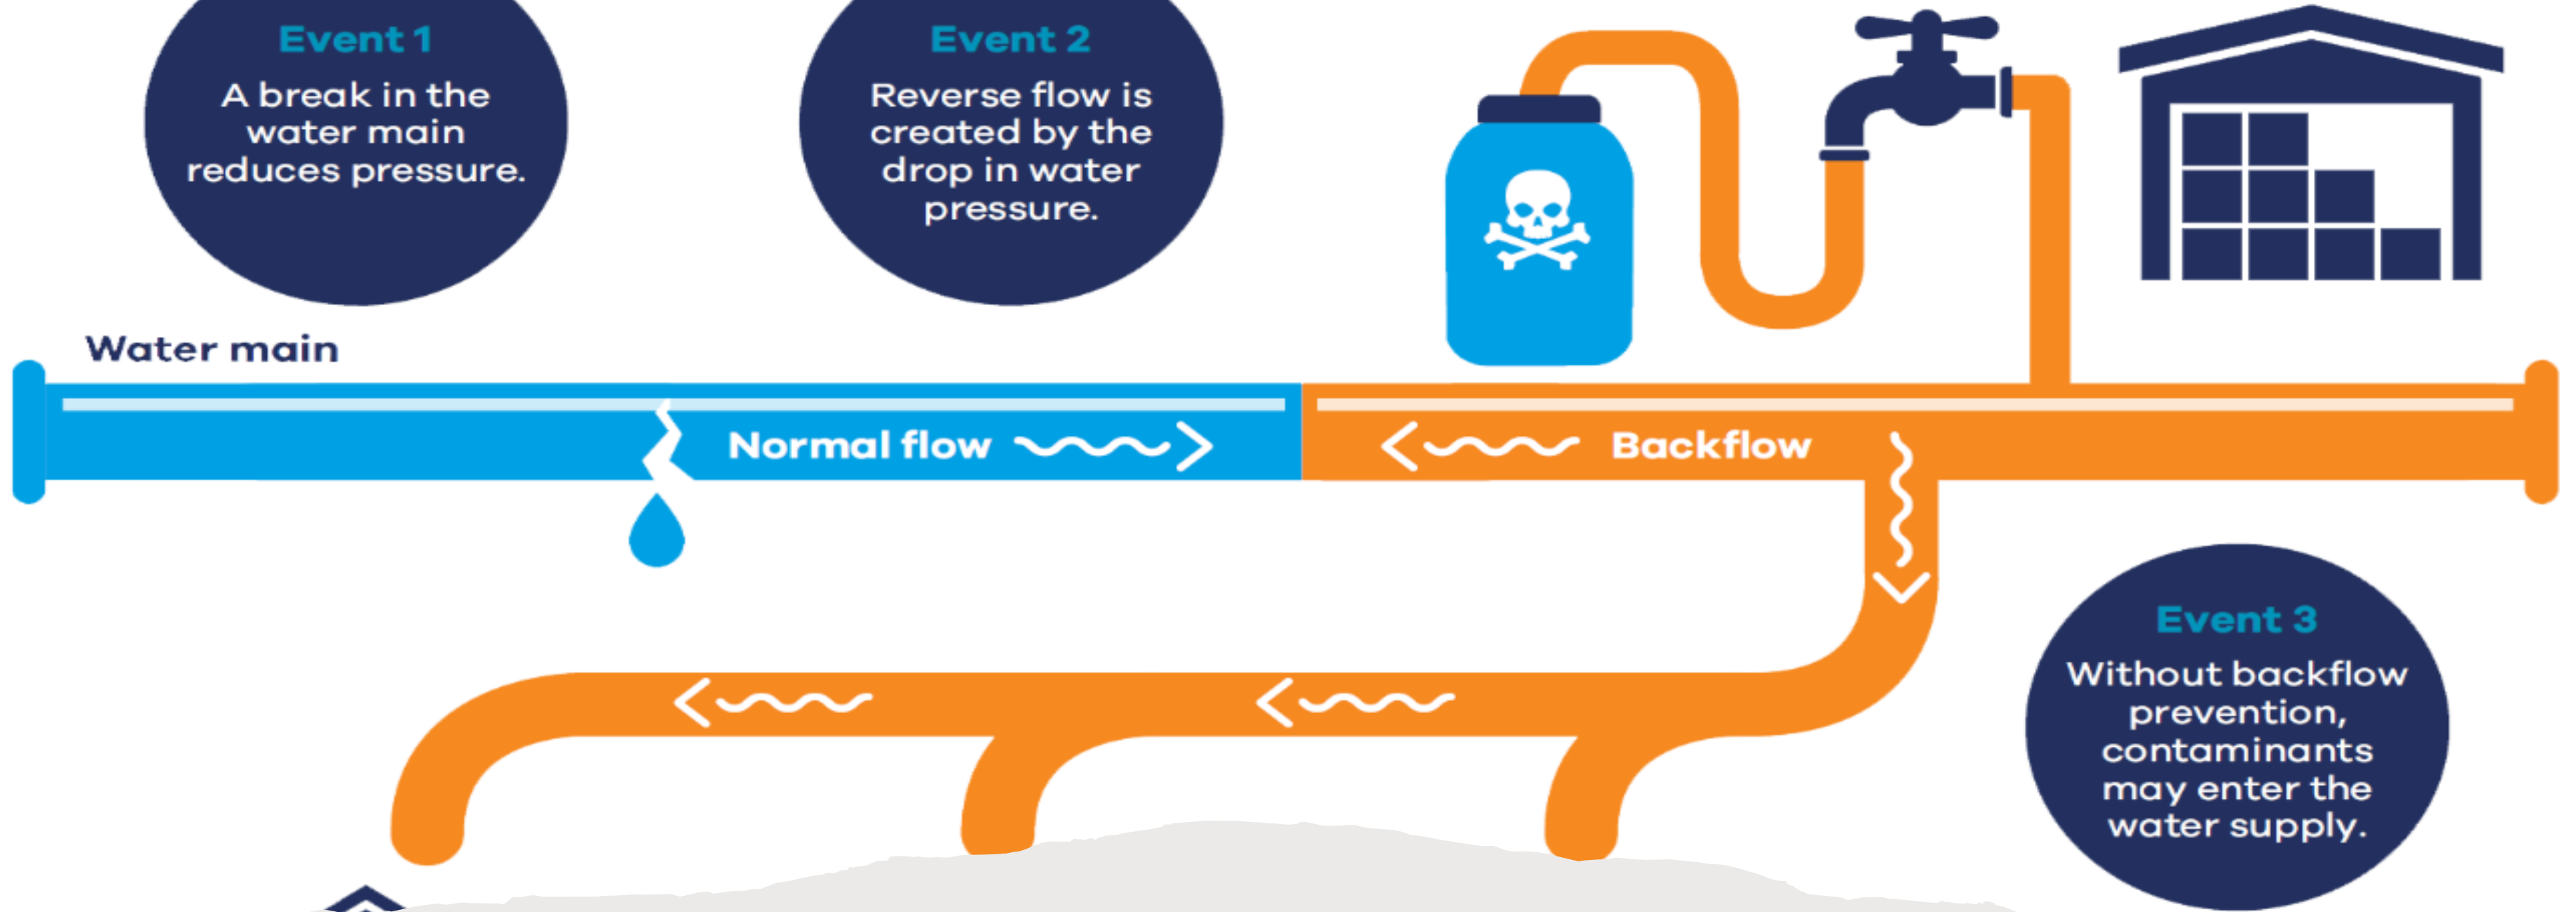 Event 1
A break in the
water main
reduces pressure.
Event 2
Reverse flow is
created by the
drop in water
pressure.
Water main
Normal flow
Backflow
Event 3
Without backflow
prevention,
contaminants
may enter the
water supply.